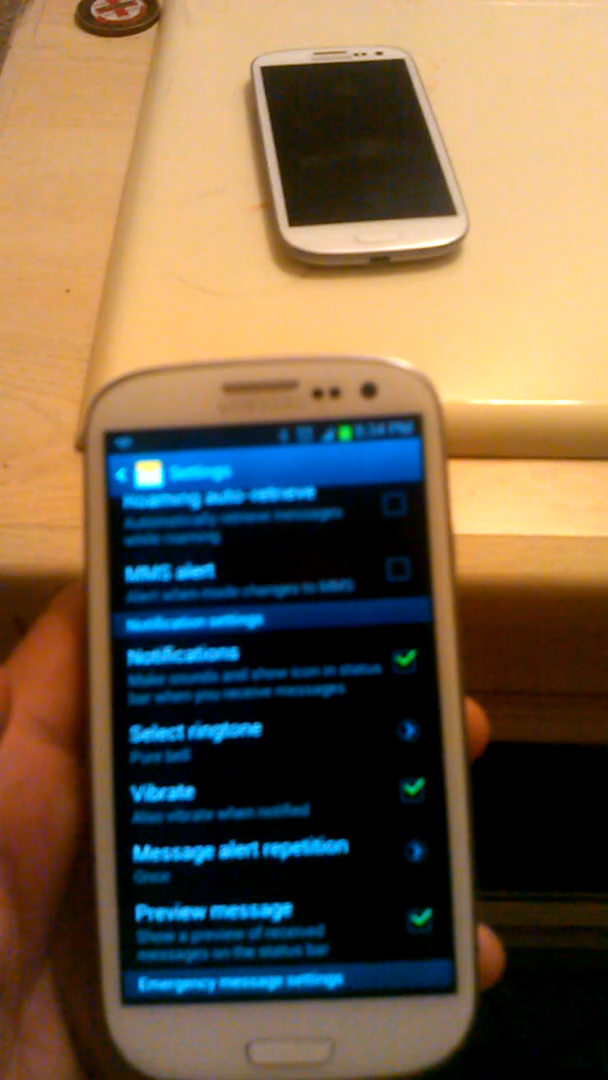 Settings
Roaming auto-retrieve
Automatically retrieve messages
while roaming
MMS alert
Alert when mode changes to MMS
Notification settings
Notifications
Make sounds and show icon in status
bar when you receive messages
Select ringtone
Pure bell
Vibrate
Also vibrate when notified
Message alert repetition
Once
Preview message
Show a preview of received
messages on the status bar
Emergency message settings